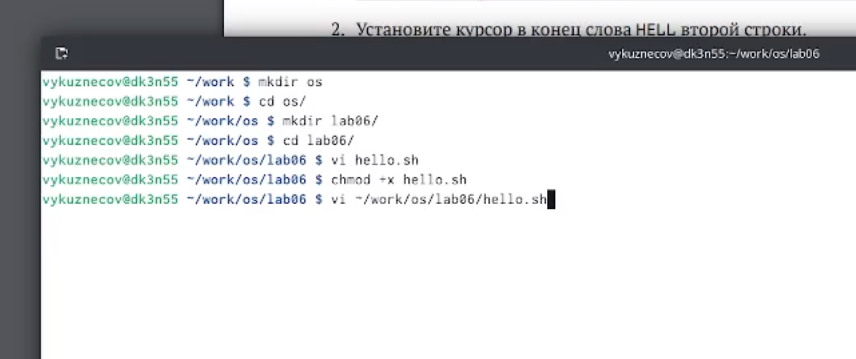 2. Установите курсор в конец слова HELL второй строки.
vykuznecov@dk3n55:~/work/os/lab06
vykuznecov@dk3n55 ~/work $ mkdir os
vykuznecov@dk3n55 ~/work $ cd os/
vykuznecov@dk3n55 ~/work/os $ mkdir lab06/
vykuznecov@dk3n55 ~/work/os $ cd lab06/
vykuznecov@dk3n55 ~/work/os/lab06 $ vi hello.sh
vykuznecov@dk3n55 ~/work/os/lab06 $ chmod +x hello.sh
vykuznecov@dk3n55 ~/work/os/lab06 $ vi ~/work/os/lab06/hello.sh